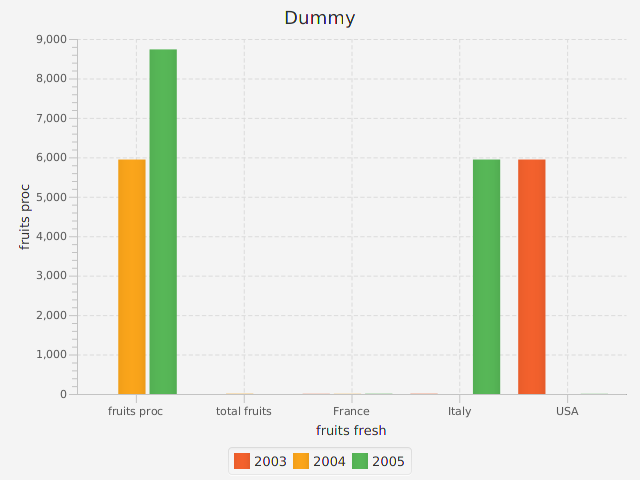 Dummy
9,000
8,000
7,000
6,000
5,000
4,000
3,000
2,000
1,000
0
fruits proc
fruits proc total fruits France Italy USA
fruits fresh
2003 2004 2005